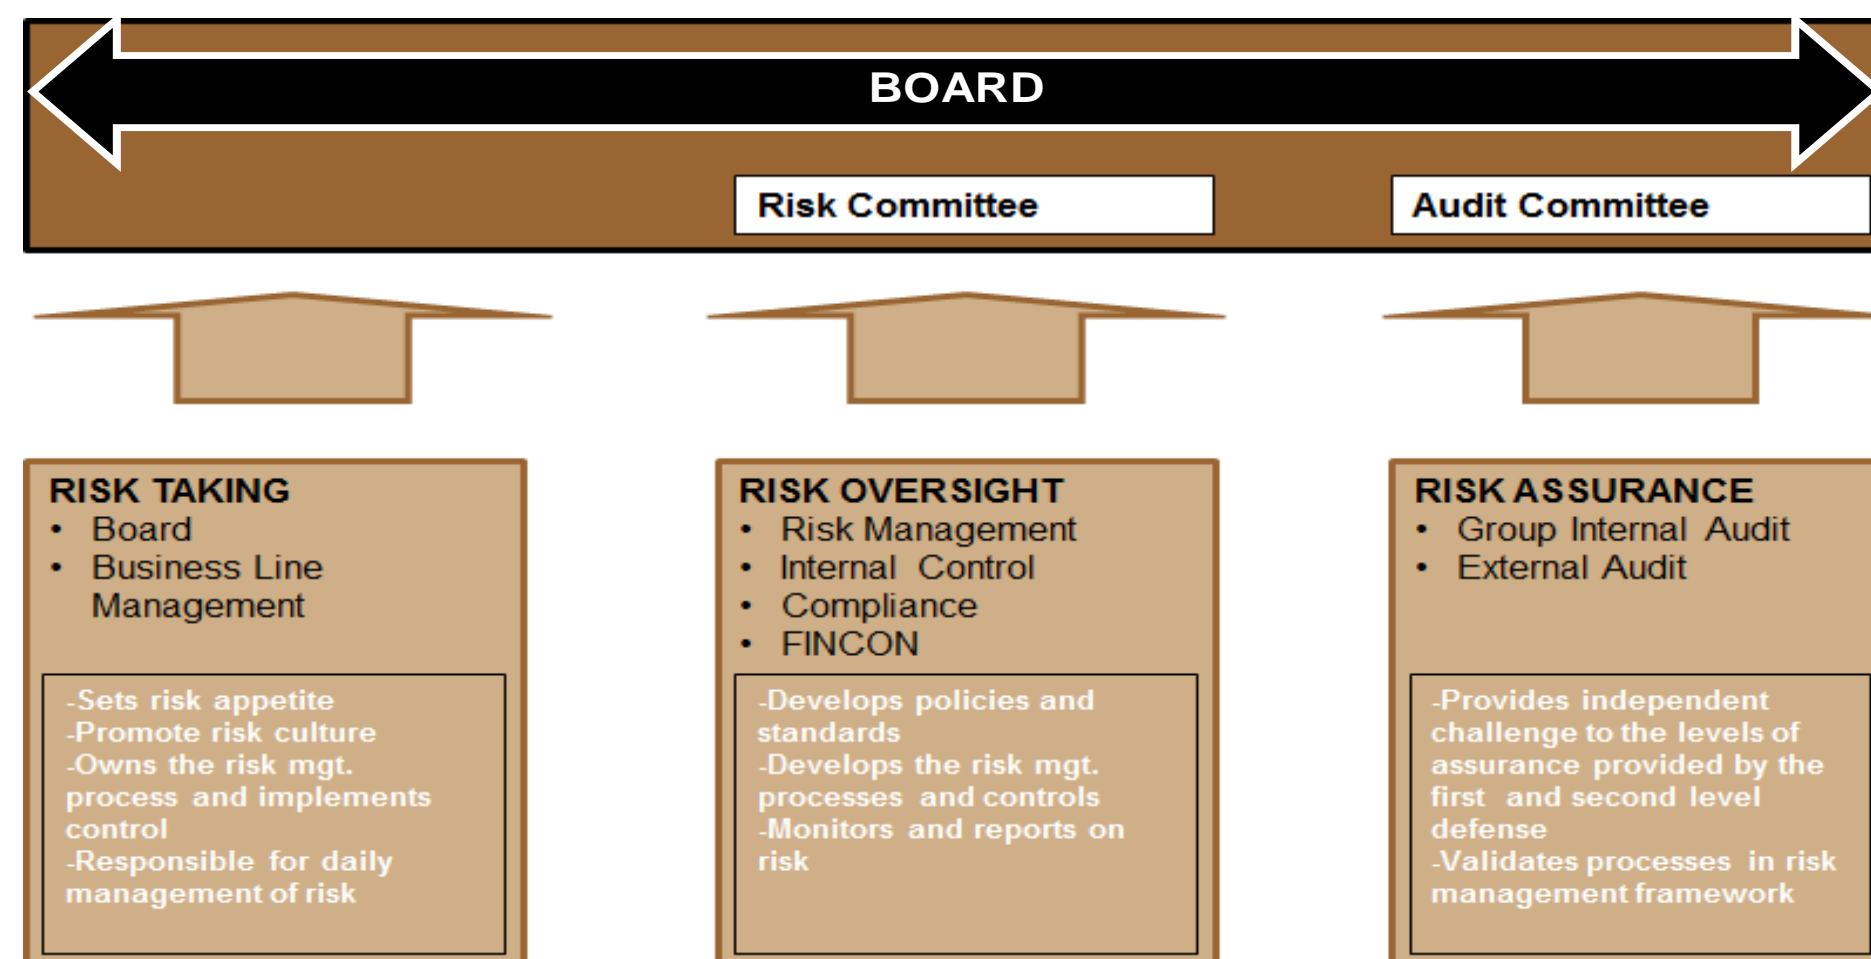 BOARD
Risk Committee
Audit Committee
RISK TAKING
• Board
• Business Line
Management
-Sets risk appetite
-Promote risk culture
-Owns the risk mgt.
process and implements
control
-Responsible for daily
management of risk
RISK OVERSIGHT
• Risk Management
• Internal Control
• Compliance
• FINCON
-Develops policies and
standards
-Develops the risk mgt.
processes and controls
-Monitors and reports on
risk
RISK ASSURANCE
• Group Internal Audit
• External Audit
-Provides independent
challenge to the levels of
assurance provided by the
first and second level
defense
-Validates processes in risk
management framework